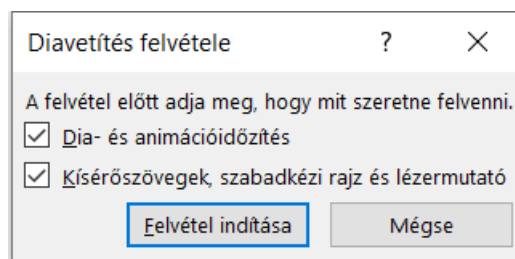 Diavetítés felvétele ? ×
A felvétel előtt adja meg, hogy mit szeretne felvenni.
Dia- és animációidőzítés
Kísérőszövegek, szabadkézi rajz és lézermutató
Felvétel indítása Mégse